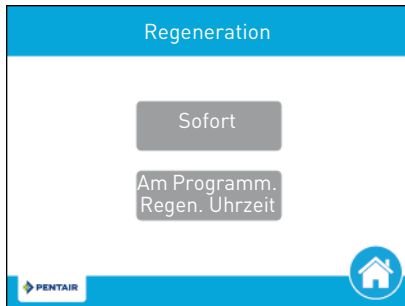 Regeneration
Sofort
Am Programm.
Regen. Uhrzeit
PENTAIR